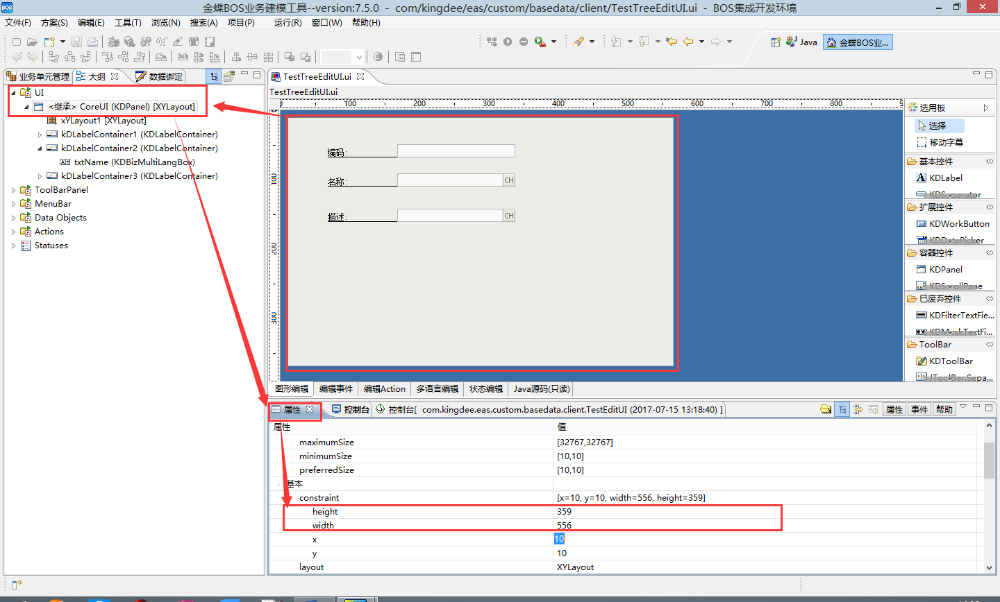 BOS
金蝶BOS业务建模工具--version:7.5.0 - com/kingdee/eas/custom/basedata/client/TestTreeEditUI.ui - BOS集成开发环境
文件(F) 方案(S) 编辑(E) 工具(T) 浏览(N) 搜索(A) 项目(P) 运行(R) 窗口(W) 帮助(H)
Java 金蝶BOS业...
业务单元管理 大纲 数据绑定
UI
<继承> CoreUI (KDPanel) [XYLayout]
xYLayout1 [XYLayout]
kDLabelContainer1 (KDLabelContainer)
kDLabelContainer2 (KDLabelContainer)
txtName (KDBizMultiLangBox)
kDLabelContainer3 (KDLabelContainer)
ToolBarPanel
MenuBar
Data Objects
Actions
Statuses
TestTreeEditUI.ui
TestTreeEditUI.ui
100 200 300 400 500 600 700 800
100
200
300
编码:
名称: CH
描述: CH
选用板
选择
移动字幕
基本控件
KDLabel
KDSeparator
扩展控件
KDWorkButton
KDDatePicker
容器控件
KDPanel
KDScrollPane
已废弃控件
KDFilterTextFie...
KDMaskTextFi...
ToolBar
KDToolBar
JToolBar.Sepa...
图形编辑 编辑事件 编辑Action 多语言编辑 状态编辑 Java源码(只读)
属性 控制台 控制台[ com.kingdee.eas.custom.basedata.client.TestEditUI (2017-07-15 13:18:40) ] 属性 事件 帮助
属性 值
maximumSize [32767,32767]
minimumSize [10,10]
preferredSize [10,10]
基本
constraint [x=10, y=10, width=556, height=359]
height 359
width 556
x 10
y 10
layout XYLayout